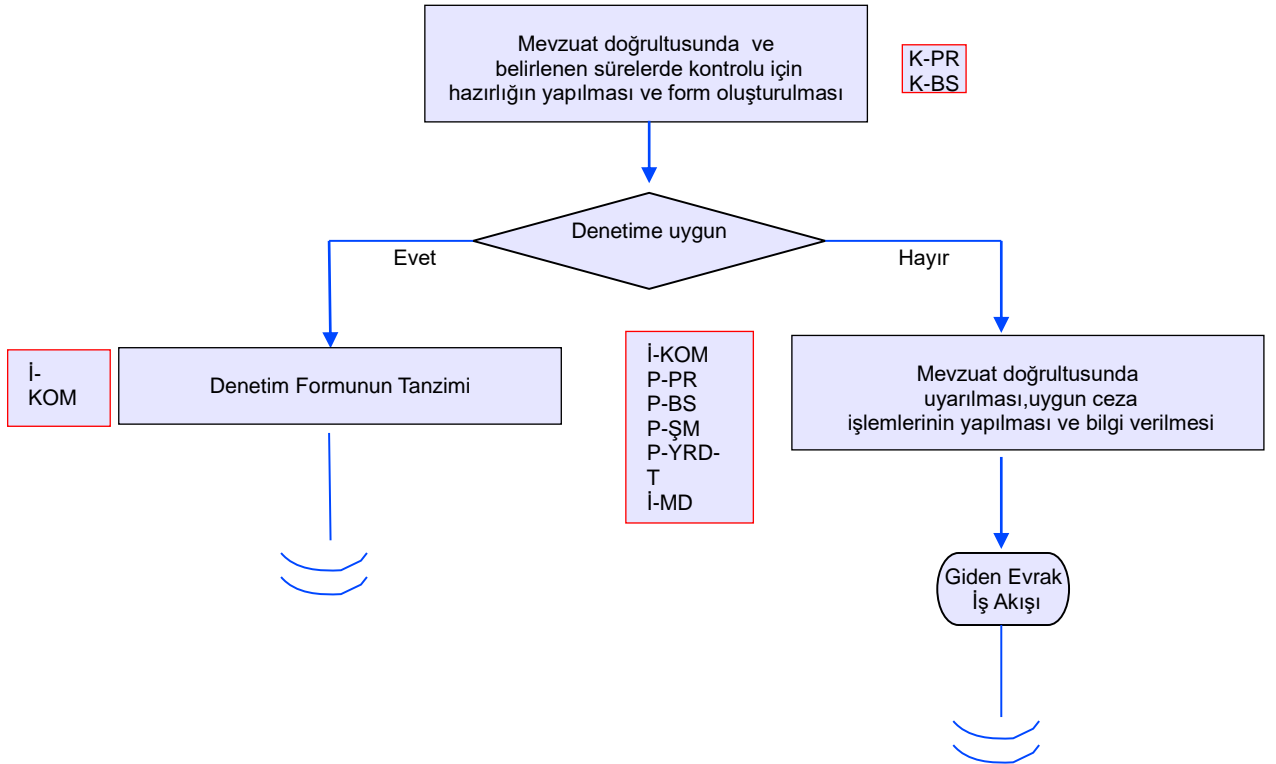 Mevzuat doğrultusunda ve
belirlenen sürelerde kontrolu için
hazırlığın yapılması ve form oluşturulması
K-PR
K-BS
Denetime uygun
Evet
Hayır
İ-
KOM
Denetim Formunun Tanzimi
İ-KOM
P-PR
P-BS
P-ŞM
P-YRD-
T
İ-MD
Mevzuat doğrultusunda
uyarılması,uygun ceza
işlemlerinin yapılması ve bilgi verilmesi
Giden Evrak
İş Akışı